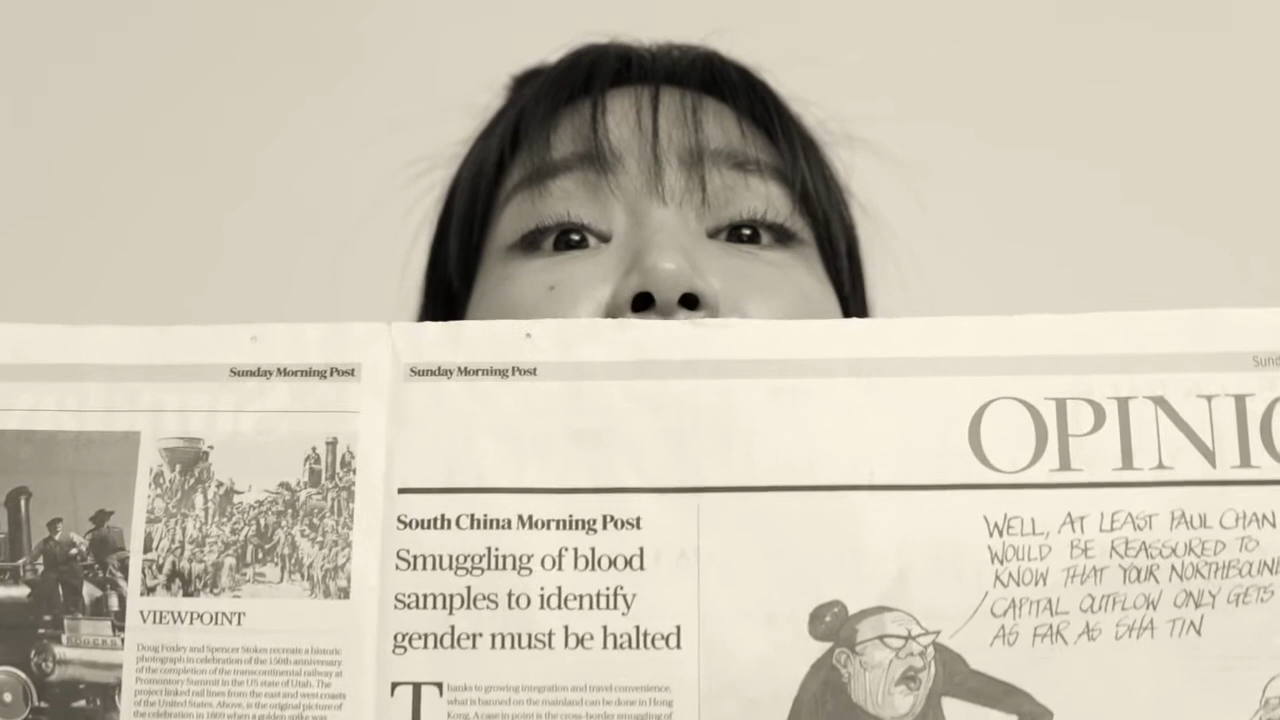 Sunday Morning Post
VIEWPOINT
Doug Foxley and Spencer Stokes recreate a historic
photograph in celebration of the 150th anniversary
of the completion of the transcontinental railway at
Promontory Summit in the US state of Utah. The
project linked rail lines from the east and west coasts
of the United States. Above, is the original picture of
the celebration in 1869 when a golden spike was
ROGERS
Sunday Morning Post
Sund
OPINIO
South China Morning Post
Smuggling of blood
samples to identify
gender must be halted
Thanks to growing integration and travel convenience,
what is banned on the mainland can be done in Hong
Kong. A case in point is the cross-border smuggling of
WELL, AT LEAST PAUL CHAN
WOULD BE REASSURED TO
KNOW THAT YOUR NORTHBOUND
CAPITAL OUTFLOW ONLY GETS
AS FAR AS SHA TIN